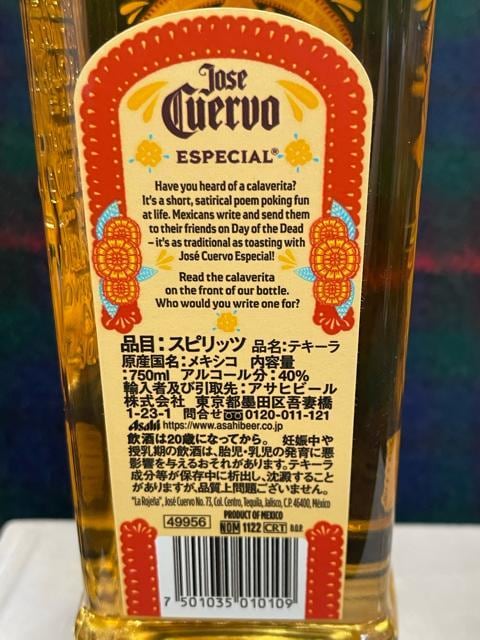 Jose
Cuervo
ESPECIAL®
Have you heard of a calaverita?
It's a short, satirical poem poking fun
at life. Mexicans write and send them
to their friends on Day of the Dead
– it's as traditional as toasting with
José Cuervo Especial!
Read the calaverita
on the front of our bottle.
Who would you write one for?
品目：スピリッツ 品名：テキーラ
原産国名：メキシコ 内容量
：750ml アルコール分：40%
輸入者及び引取先：アサヒビール
株式会社 東京都墨田区吾妻橋
1-23-1 問合せ 0120-011-121
Asahi https://www.asahibeer.co.jp
飲酒は20歳になってから。 妊娠中や
授乳期の飲酒は、胎児・乳児の発育に悪
影響を与えるおそれがあります。テキーラ
成分等が保存中に析出し、沈澱すること
がありますが、品質上問題ございません。
"La Rojeña", José Cuervo No. 73, Col. Centro, Tequila, Jalisco, C.P. 46400, México
PRODUCT OF MEXICO
49956 NOM 1122 CRT D.O.P.
7 501035 010109